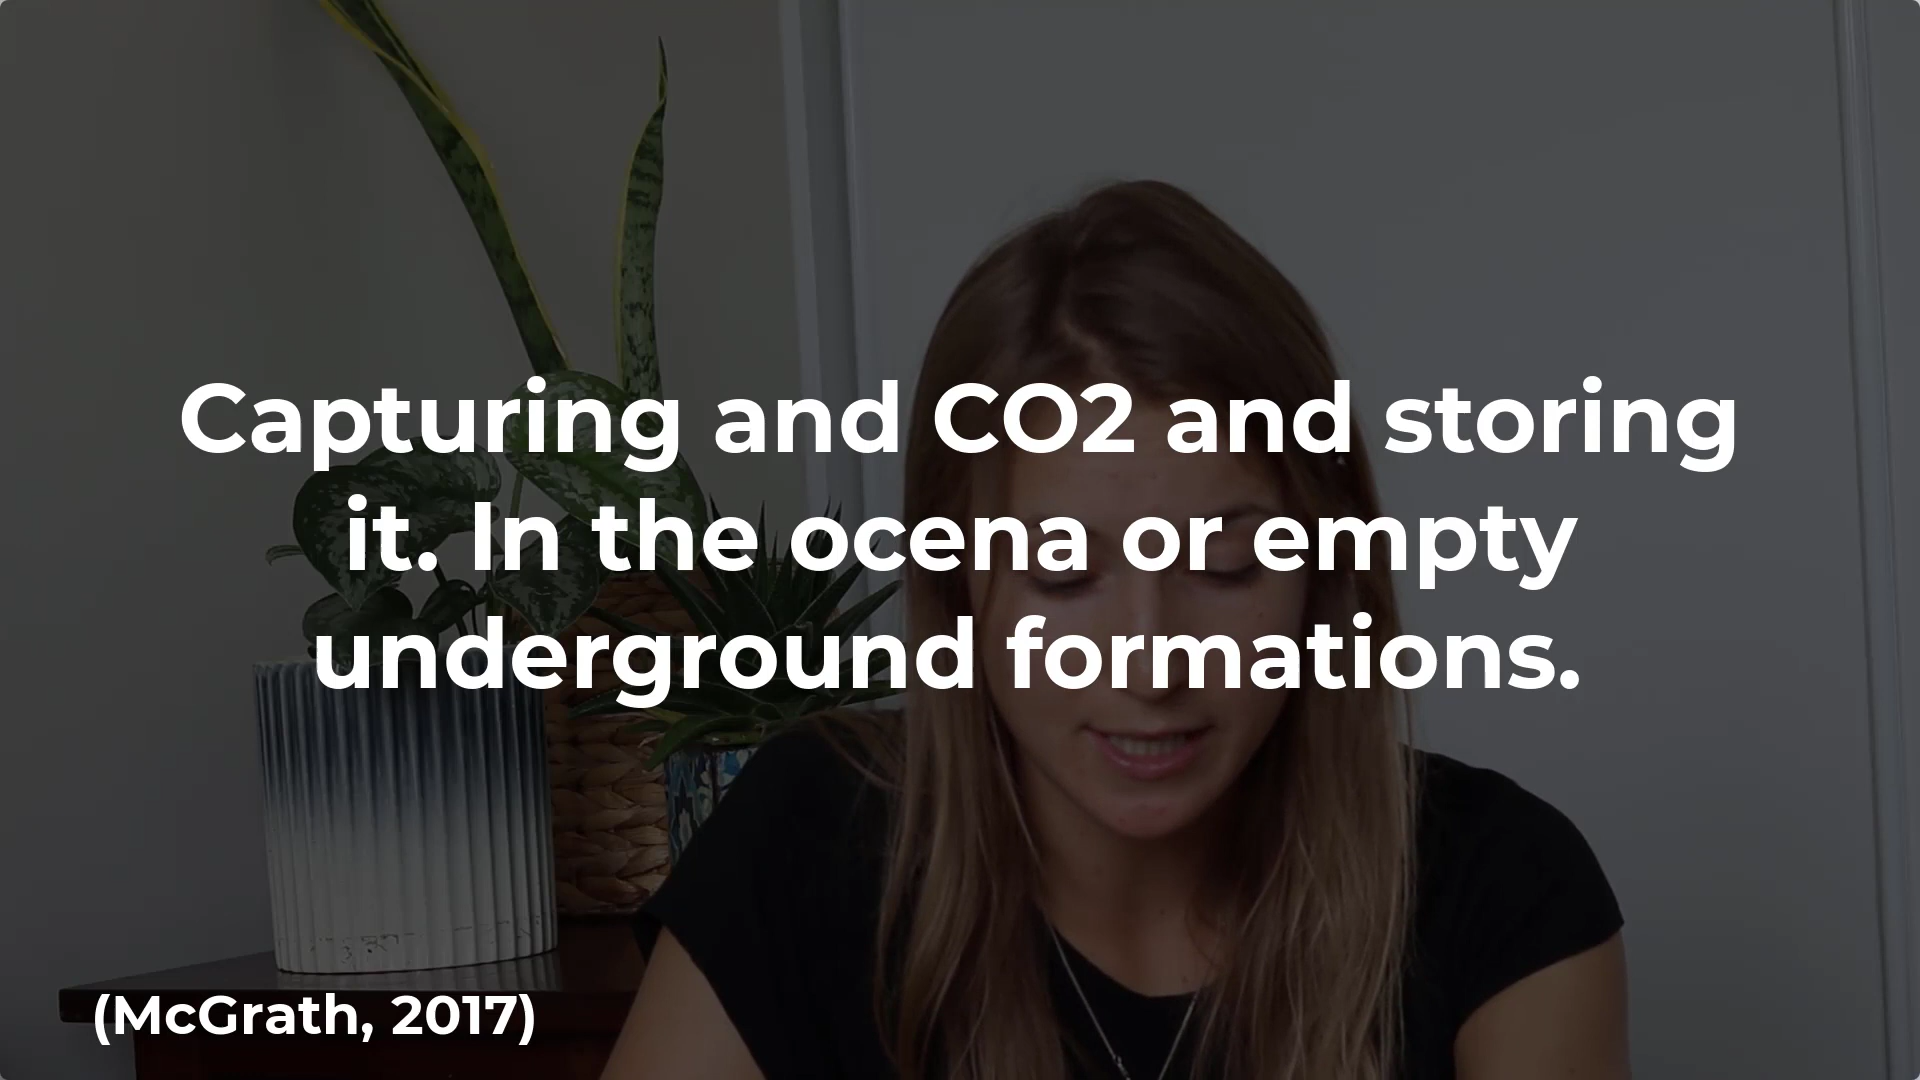 Capturing and CO2 and storing
it. In the ocena or empty
underground formations.
(McGrath, 2017)